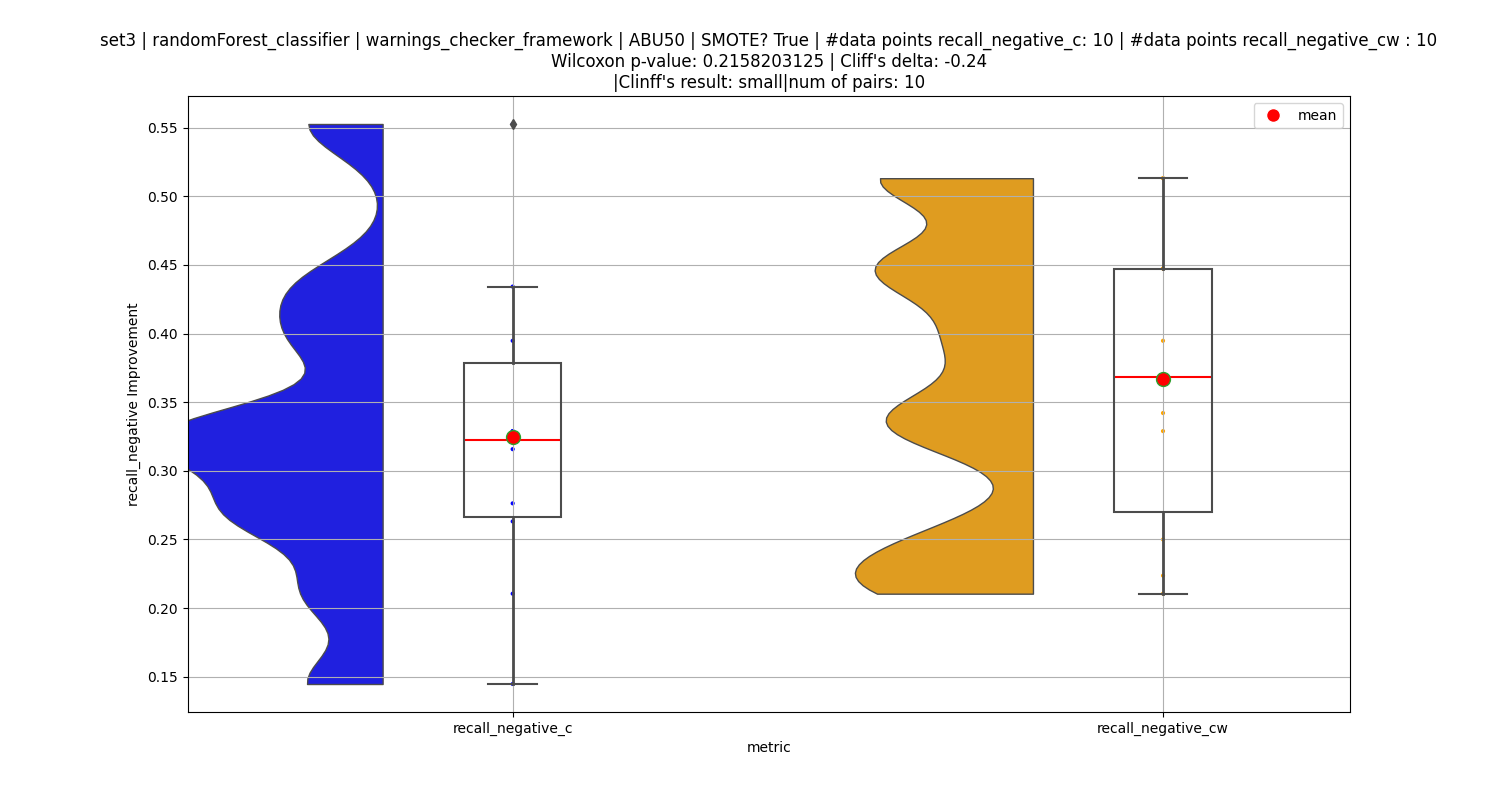 set3 | randomForest_classifier | warnings_checker_framework | ABU50 | SMOTE? True | #data points recall_negative_c: 10 | #data points recall_negative_cw : 10
Wilcoxon p-value: 0.2158203125 | Cliff's delta: -0.24
|Clinff's result: small|num of pairs: 10
mean
0.55
0.50
0.45
0.40
0.35
0.30
0.25
0.20
0.15
recall_negative Improvement
recall_negative_c
recall_negative_cw
metric